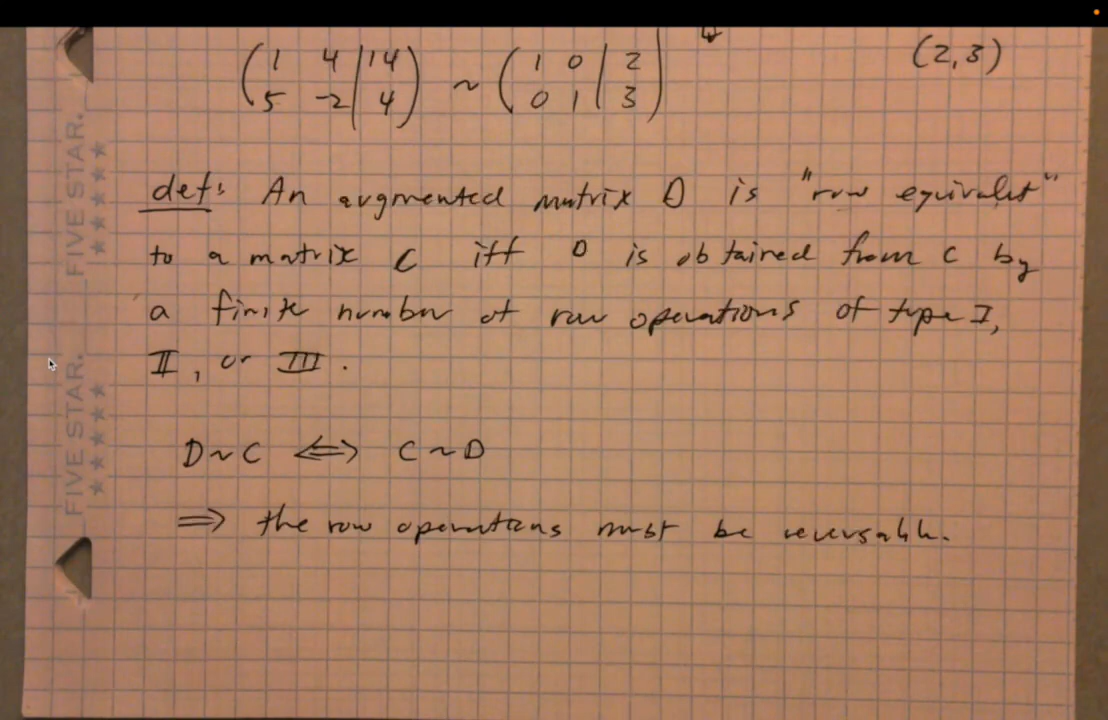 ( 1 4 | 14 ) ~ ( 1 0 | 2 ) (2,3)
( 5 -2 | 4 ) ( 0 1 | 3 )
def: An augmented matrix D is "row equivalent"
to a matrix C iff D is obtained from C by
a finite number of row operations of type I,
II, or III.
D~C ⟺ C~D
⟹ the row operations must be reversable.
FIVE STAR.
★★★★★
FIVE STAR.
★★★★★